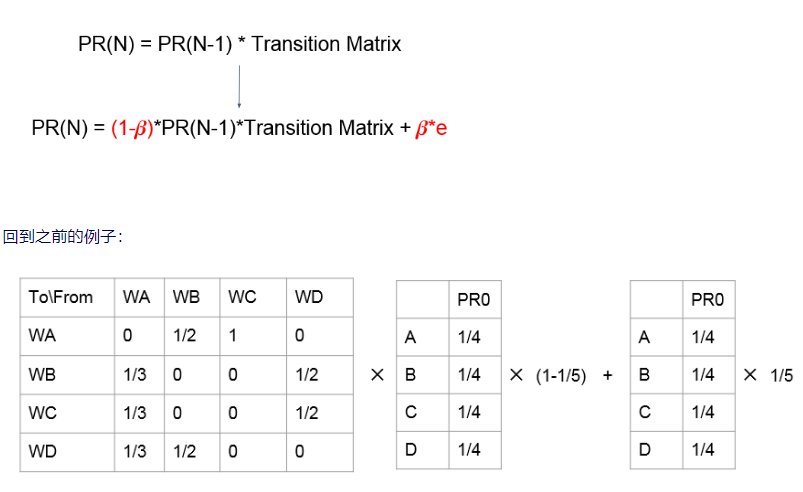 PR(N) = PR(N-1) * Transition Matrix
PR(N) = (1-β)*PR(N-1)*Transition Matrix + β*e
回到之前的例子：
To\From WA WB WC WD
PR0
PR0
WA 0 1/2 1 0
A 1/4
A 1/4
WB 1/3 0 0 1/2
× B 1/4 × (1-1/5) + B 1/4 × 1/5
WC 1/3 0 0 1/2
C 1/4
C 1/4
WD 1/3 1/2 0 0
D 1/4
D 1/4